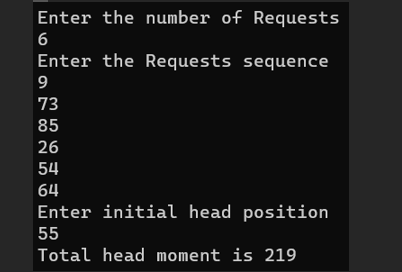 Enter the number of Requests
6
Enter the Requests sequence
9
73
85
26
54
64
Enter initial head position
55
Total head moment is 219